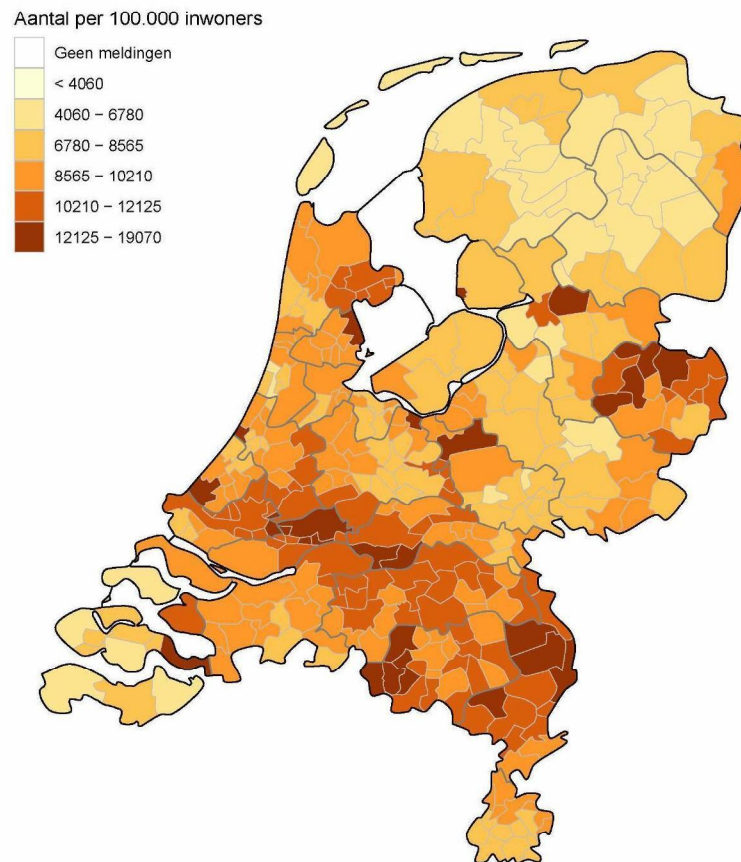 Aantal per 100.000 inwoners
Geen meldingen
< 4060
4060 − 6780
6780 − 8565
8565 − 10210
10210 − 12125
12125 − 19070